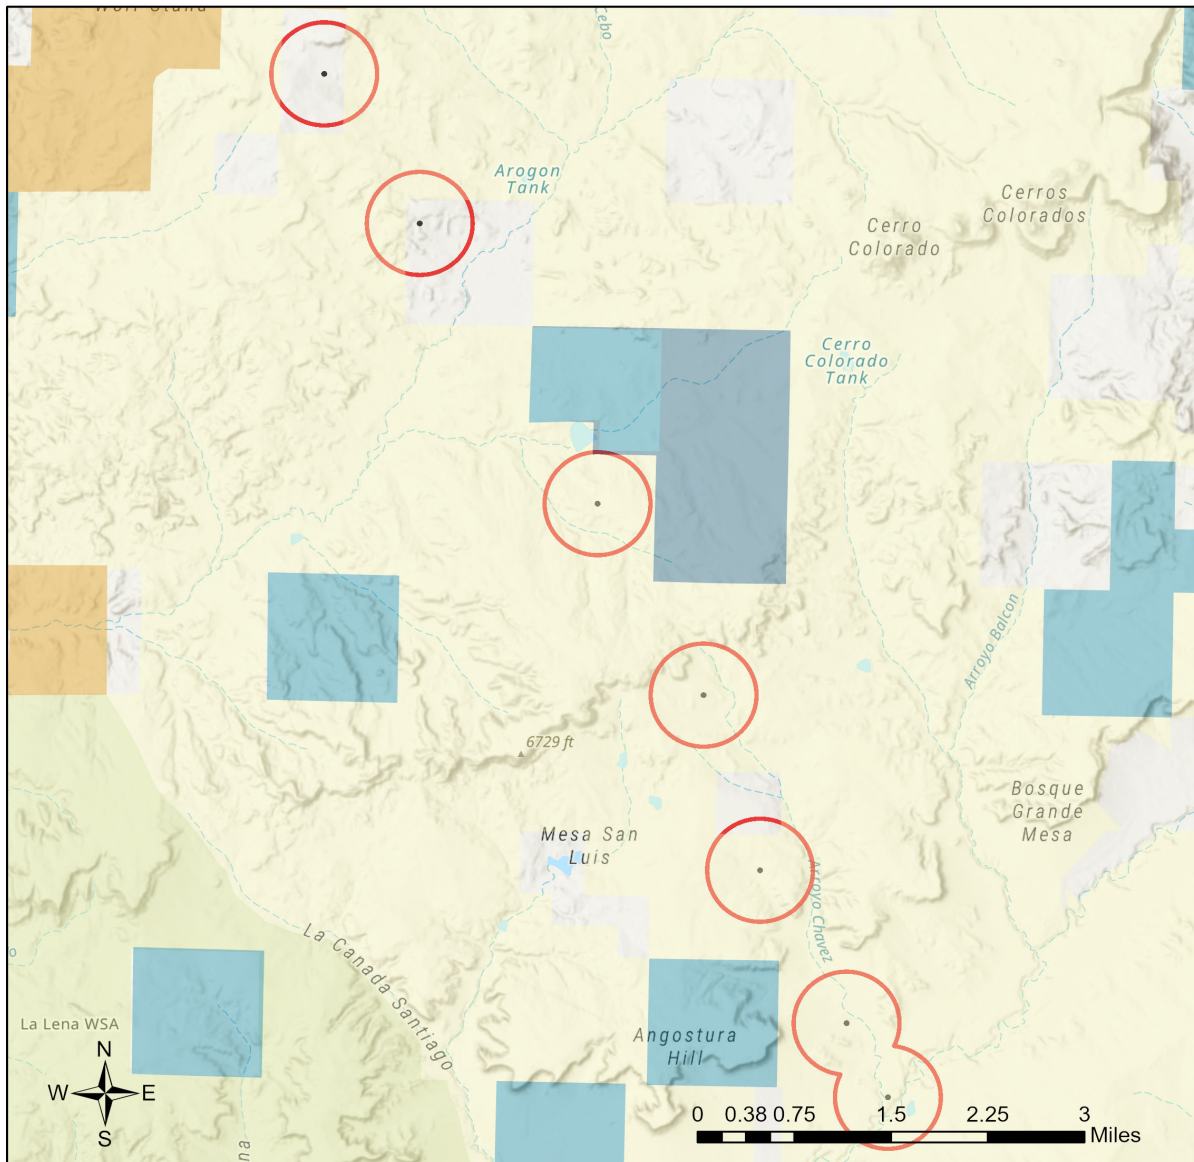 Cebo
Arogon
Tank
Cerros
Colorados
Cerro
Colorado
Cerro
Colorado
Tank
Arroyo Balcon
6729 ft
Bosque
Grande
Mesa
Mesa San
Luis
Arroyo Chavez
La Canada Santiago
La Lena WSA
Angostura
Hill
N
W E
S
0 0.38 0.75 1.5 2.25 3
Miles
na